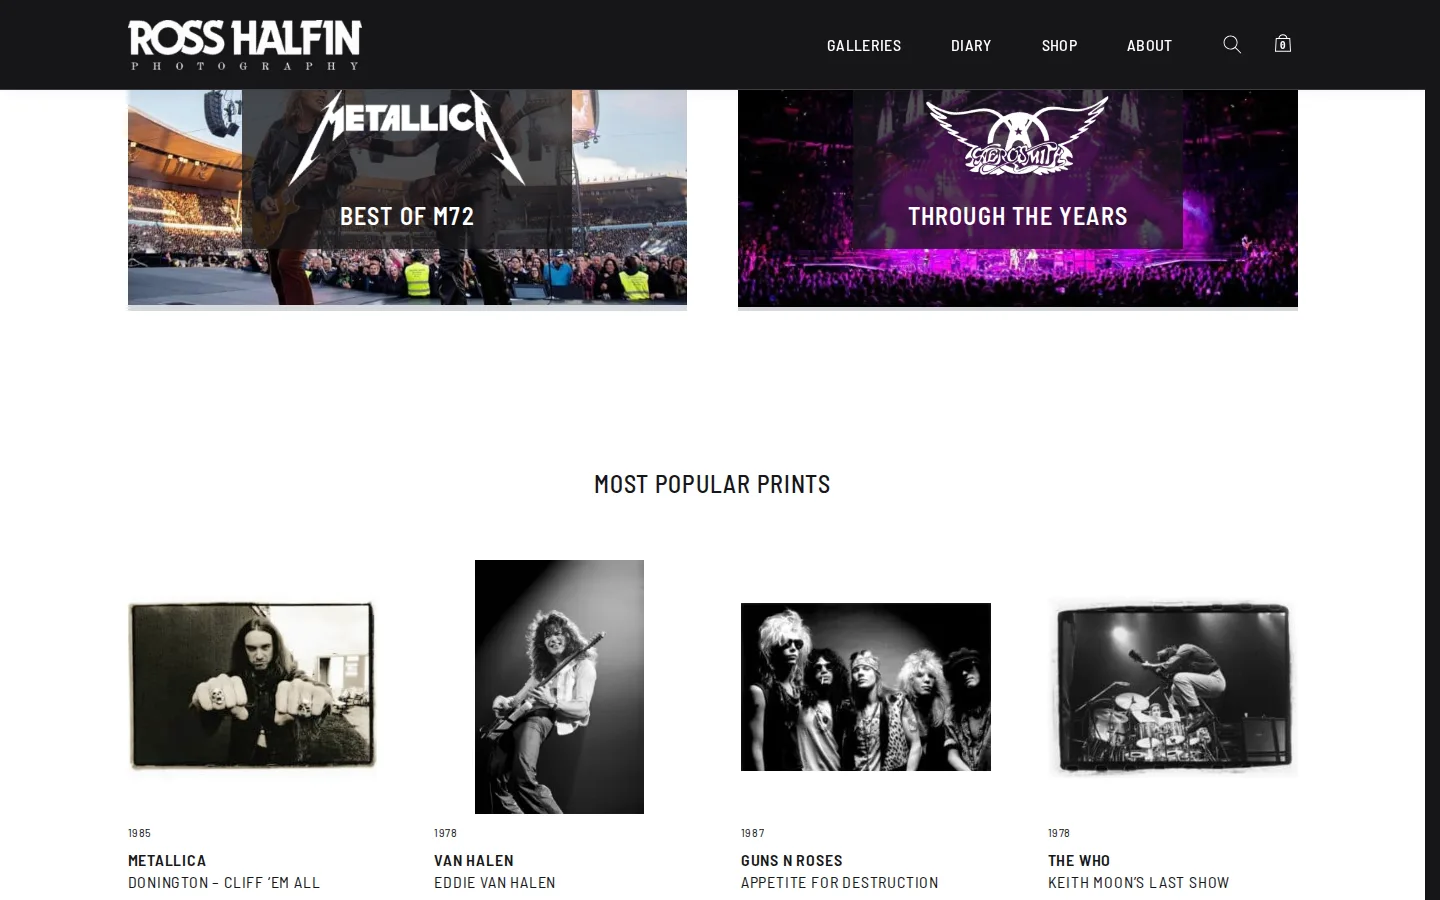 ROSS HALFIN
PHOTOGRAPHY
GALLERIES
DIARY
SHOP
ABOUT
0
METALLICA
BEST OF M72
AEROSMITH
THROUGH THE YEARS
MOST POPULAR PRINTS
1985
METALLICA
DONINGTON – CLIFF ‘EM ALL
1978
VAN HALEN
EDDIE VAN HALEN
1987
GUNS N ROSES
APPETITE FOR DESTRUCTION
1978
THE WHO
KEITH MOON’S LAST SHOW